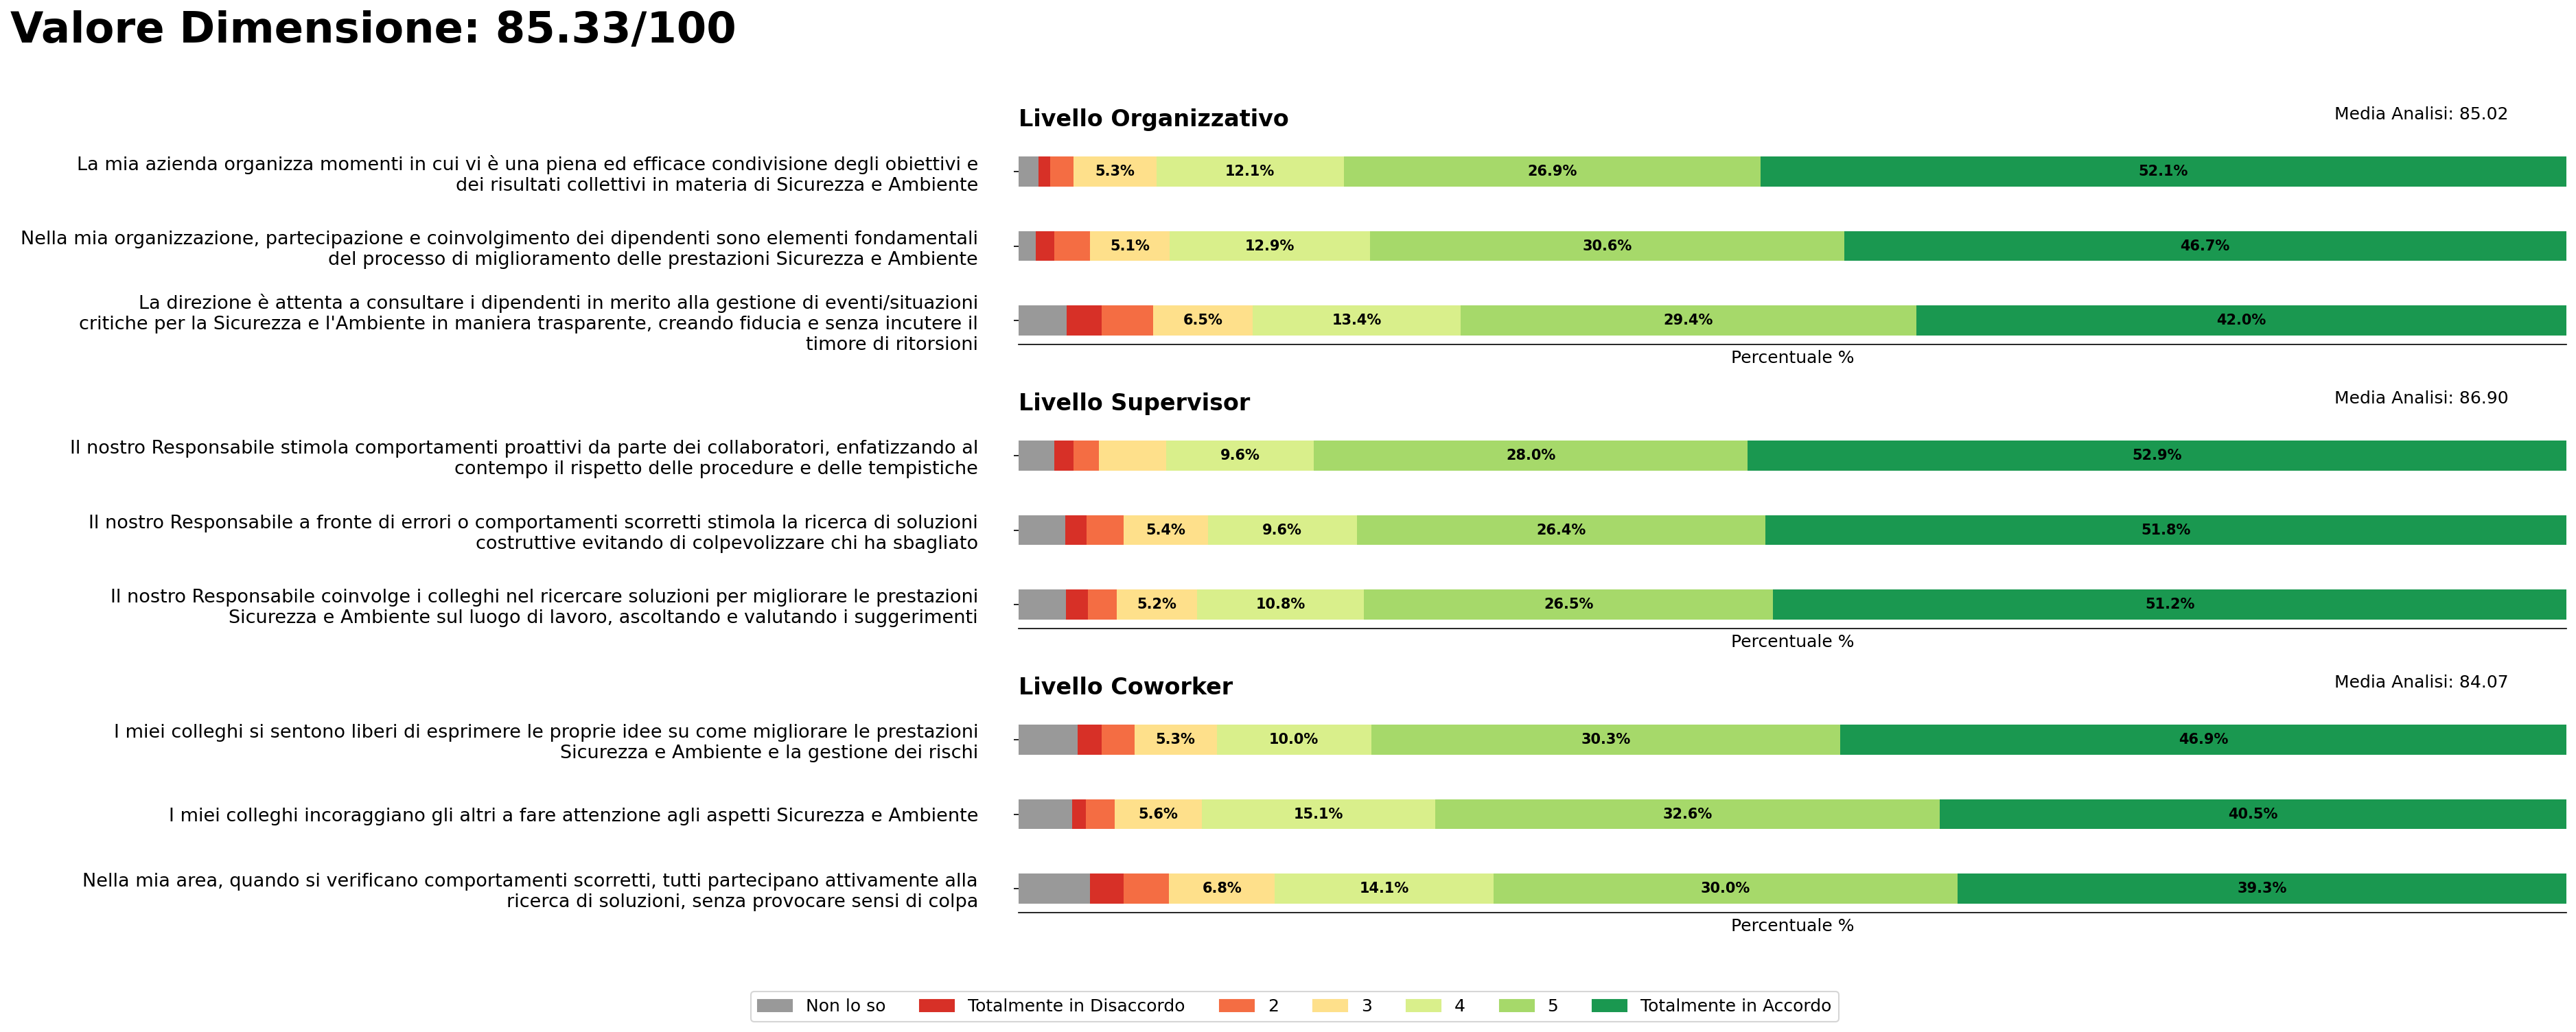 Valore Dimensione: 85.33/100
Livello Organizzativo
Media Analisi: 85.02
La mia azienda organizza momenti in cui vi è una piena ed efficace condivisione degli obiettivi e
dei risultati collettivi in materia di Sicurezza e Ambiente
5.3% 12.1% 26.9% 52.1%
Nella mia organizzazione, partecipazione e coinvolgimento dei dipendenti sono elementi fondamentali
del processo di miglioramento delle prestazioni Sicurezza e Ambiente
5.1% 12.9% 30.6% 46.7%
La direzione è attenta a consultare i dipendenti in merito alla gestione di eventi/situazioni
critiche per la Sicurezza e l'Ambiente in maniera trasparente, creando fiducia e senza incutere il
timore di ritorsioni
6.5% 13.4% 29.4% 42.0%
Percentuale %
Livello Supervisor
Media Analisi: 86.90
Il nostro Responsabile stimola comportamenti proattivi da parte dei collaboratori, enfatizzando al
contempo il rispetto delle procedure e delle tempistiche
9.6% 28.0% 52.9%
Il nostro Responsabile a fronte di errori o comportamenti scorretti stimola la ricerca di soluzioni
costruttive evitando di colpevolizzare chi ha sbagliato
5.4% 9.6% 26.4% 51.8%
Il nostro Responsabile coinvolge i colleghi nel ricercare soluzioni per migliorare le prestazioni
Sicurezza e Ambiente sul luogo di lavoro, ascoltando e valutando i suggerimenti
5.2% 10.8% 26.5% 51.2%
Percentuale %
Livello Coworker
Media Analisi: 84.07
I miei colleghi si sentono liberi di esprimere le proprie idee su come migliorare le prestazioni
Sicurezza e Ambiente e la gestione dei rischi
5.3% 10.0% 30.3% 46.9%
I miei colleghi incoraggiano gli altri a fare attenzione agli aspetti Sicurezza e Ambiente
5.6% 15.1% 32.6% 40.5%
Nella mia area, quando si verificano comportamenti scorretti, tutti partecipano attivamente alla
ricerca di soluzioni, senza provocare sensi di colpa
6.8% 14.1% 30.0% 39.3%
Percentuale %
Non lo so Totalmente in Disaccordo 2 3 4 5 Totalmente in Accordo